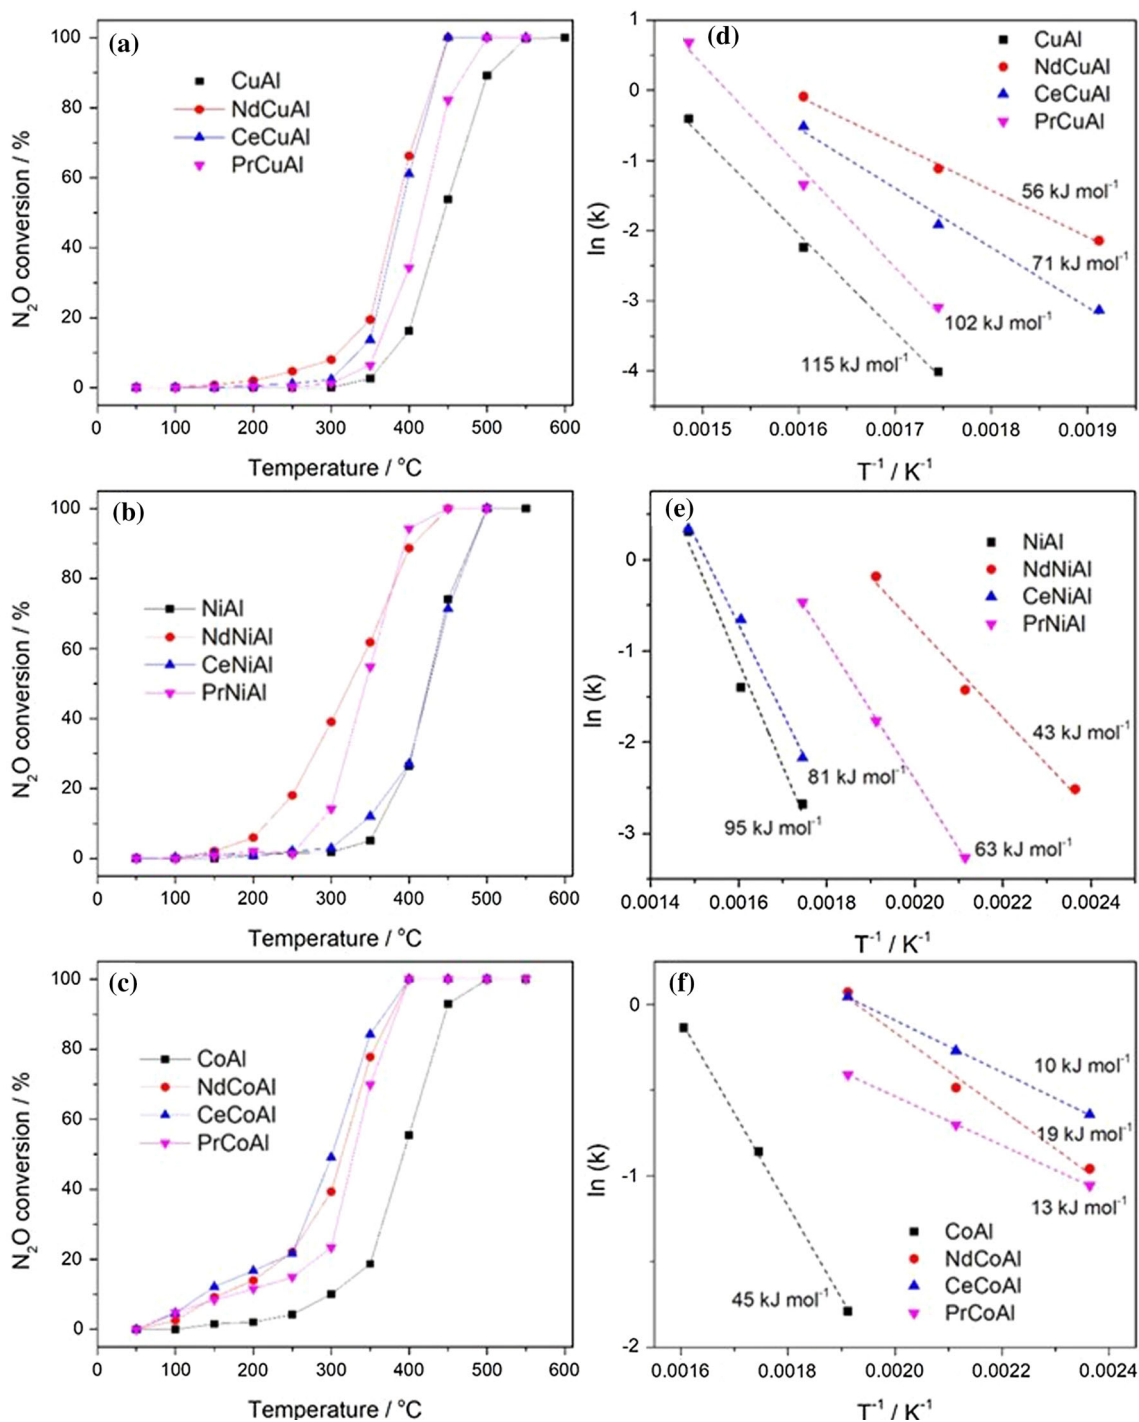 (a)
CuAl
NdCuAl
CeCuAl
PrCuAl
N2O conversion / %
100
80
60
40
20
0
0 100 200 300 400 500 600
Temperature / °C
(d)
CuAl
NdCuAl
CeCuAl
PrCuAl
ln (k)
1
0
-1
-2
-3
-4
56 kJ mol-1
71 kJ mol-1
102 kJ mol-1
115 kJ mol-1
0.0015 0.0016 0.0017 0.0018 0.0019
T-1 / K-1
(b)
NiAl
NdNiAl
CeNiAl
PrNiAl
N2O conversion / %
100
80
60
40
20
0
0 100 200 300 400 500 600
Temperature / °C
(e)
NiAl
NdNiAl
CeNiAl
PrNiAl
ln (k)
0
-1
-2
-3
43 kJ mol-1
81 kJ mol-1
95 kJ mol-1
63 kJ mol-1
0.0014 0.0016 0.0018 0.0020 0.0022 0.0024
T-1 / K-1
(c)
CoAl
NdCoAl
CeCoAl
PrCoAl
N2O conversion / %
100
80
60
40
20
0
0 100 200 300 400 500 600
Temperature / °C
(f)
ln (k)
0
-1
-2
10 kJ mol-1
19 kJ mol-1
13 kJ mol-1
45 kJ mol-1
CoAl
NdCoAl
CeCoAl
PrCoAl
0.0016 0.0018 0.0020 0.0022 0.0024
T-1 / K-1